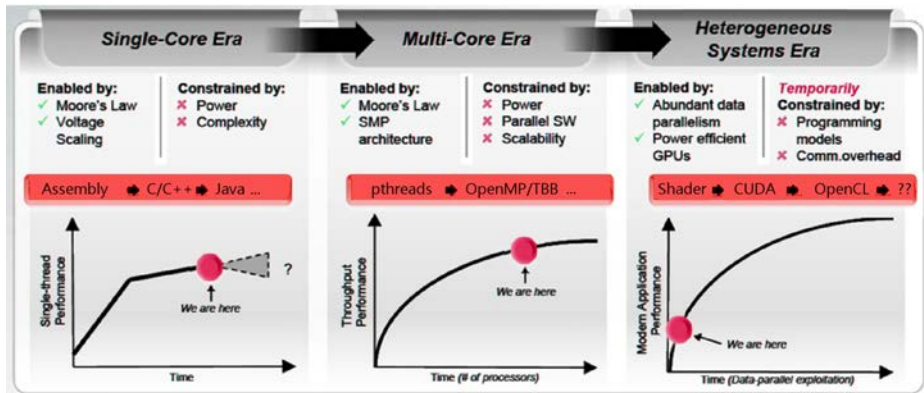 Single-Core Era
Multi-Core Era
Heterogeneous
Systems Era
Enabled by:
Moore's Law
Voltage
Scaling
Constrained by:
Power
Complexity
Enabled by:
Moore's Law
SMP
architecture
Constrained by:
Power
Parallel SW
Scalability
Enabled by:
Abundant data
parallelism
Power efficient
GPUs
Temporarily
Constrained by:
Programming
models
Comm.overhead
Assembly → C/C++ → Java ...
pthreads → OpenMP/TBB ...
Shader → CUDA → OpenCL → ??
Single-thread
Performance
?
We are here
Time
Throughput
Performance
We are here
Time (# of processors)
Modern Application
Performance
We are here
Time (Data-parallel exploitation)